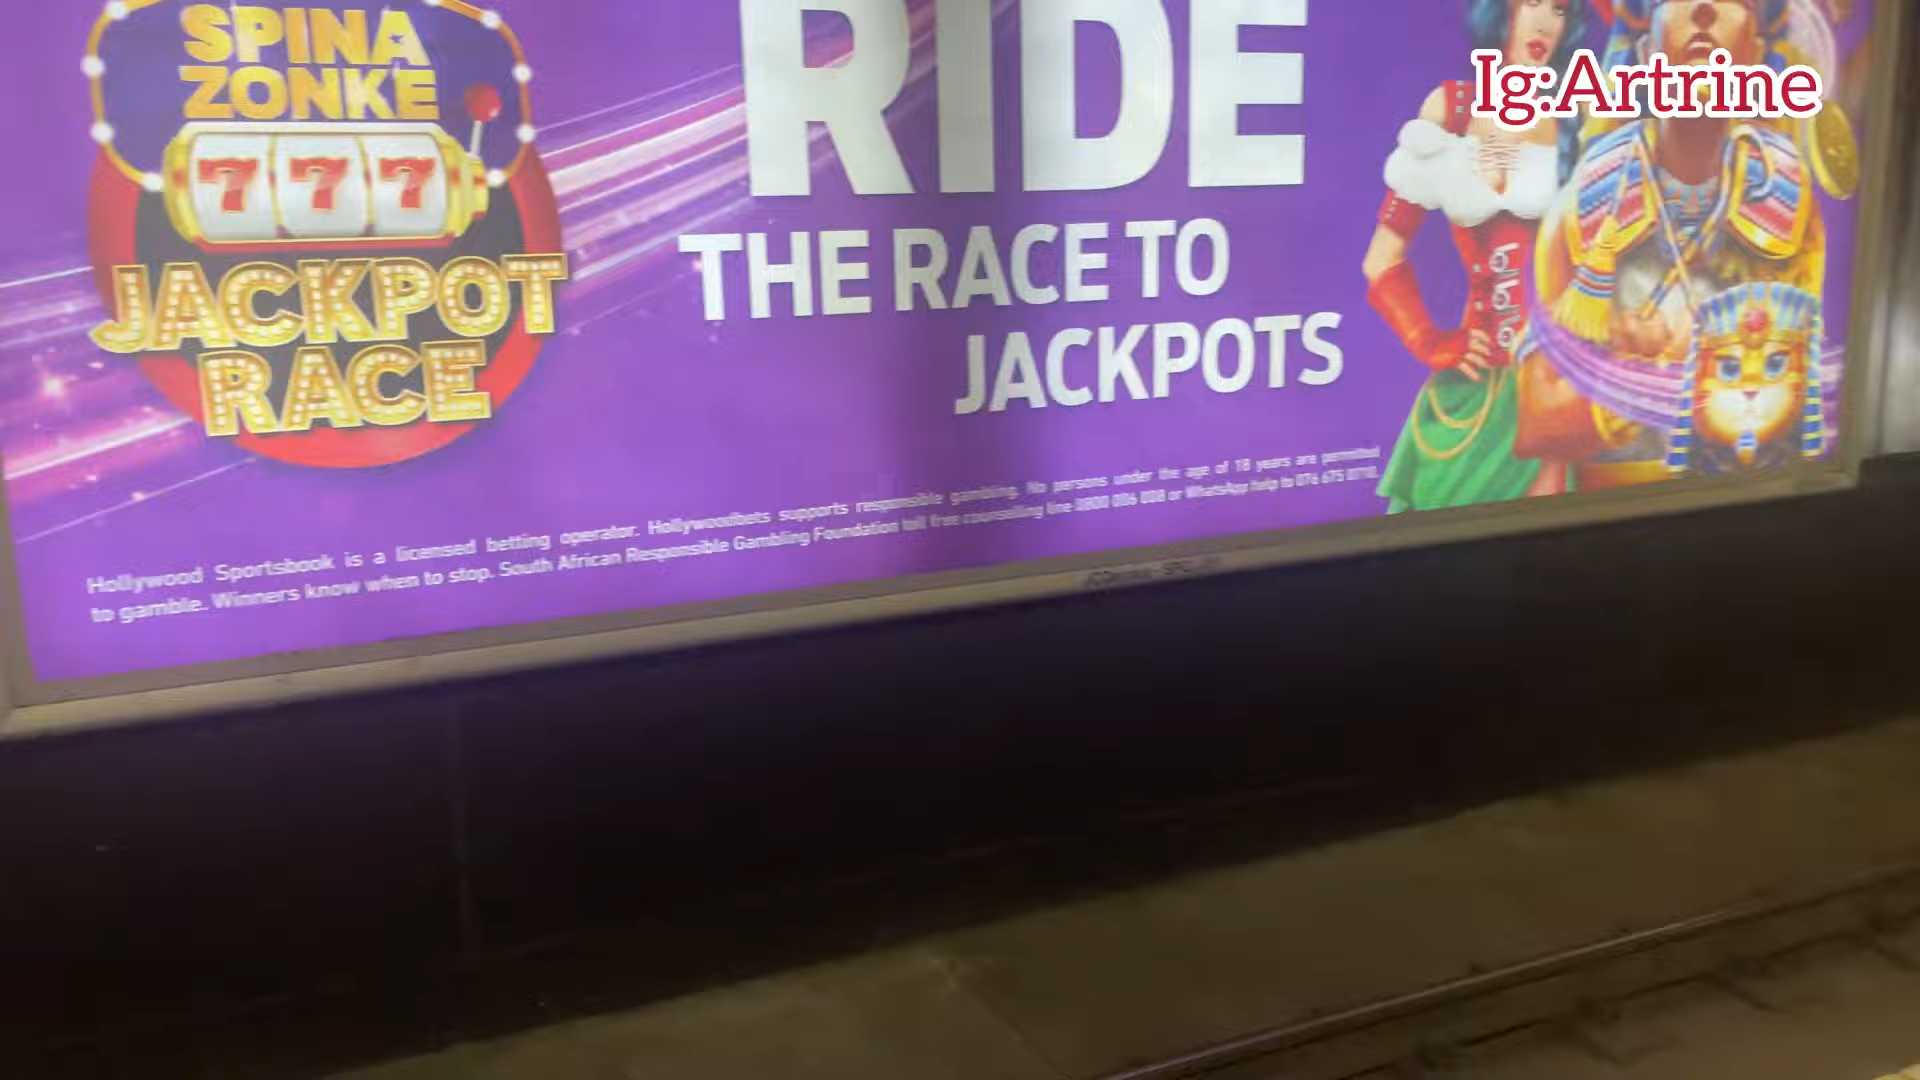 SPINA
ZONKE
777
JACKPOT
RACE
RIDE
THE RACE TO
JACKPOTS
Ig:Artrine
Hollywood Sportsbook is a licensed betting operator. Hollywoodbets supports responsible gambling. No persons under the age of 18 years are permitted
to gamble. Winners know when to stop. South African Responsible Gambling Foundation toll free counselling line 0800 006 008 or WhatsApp help to 076 675 0710.